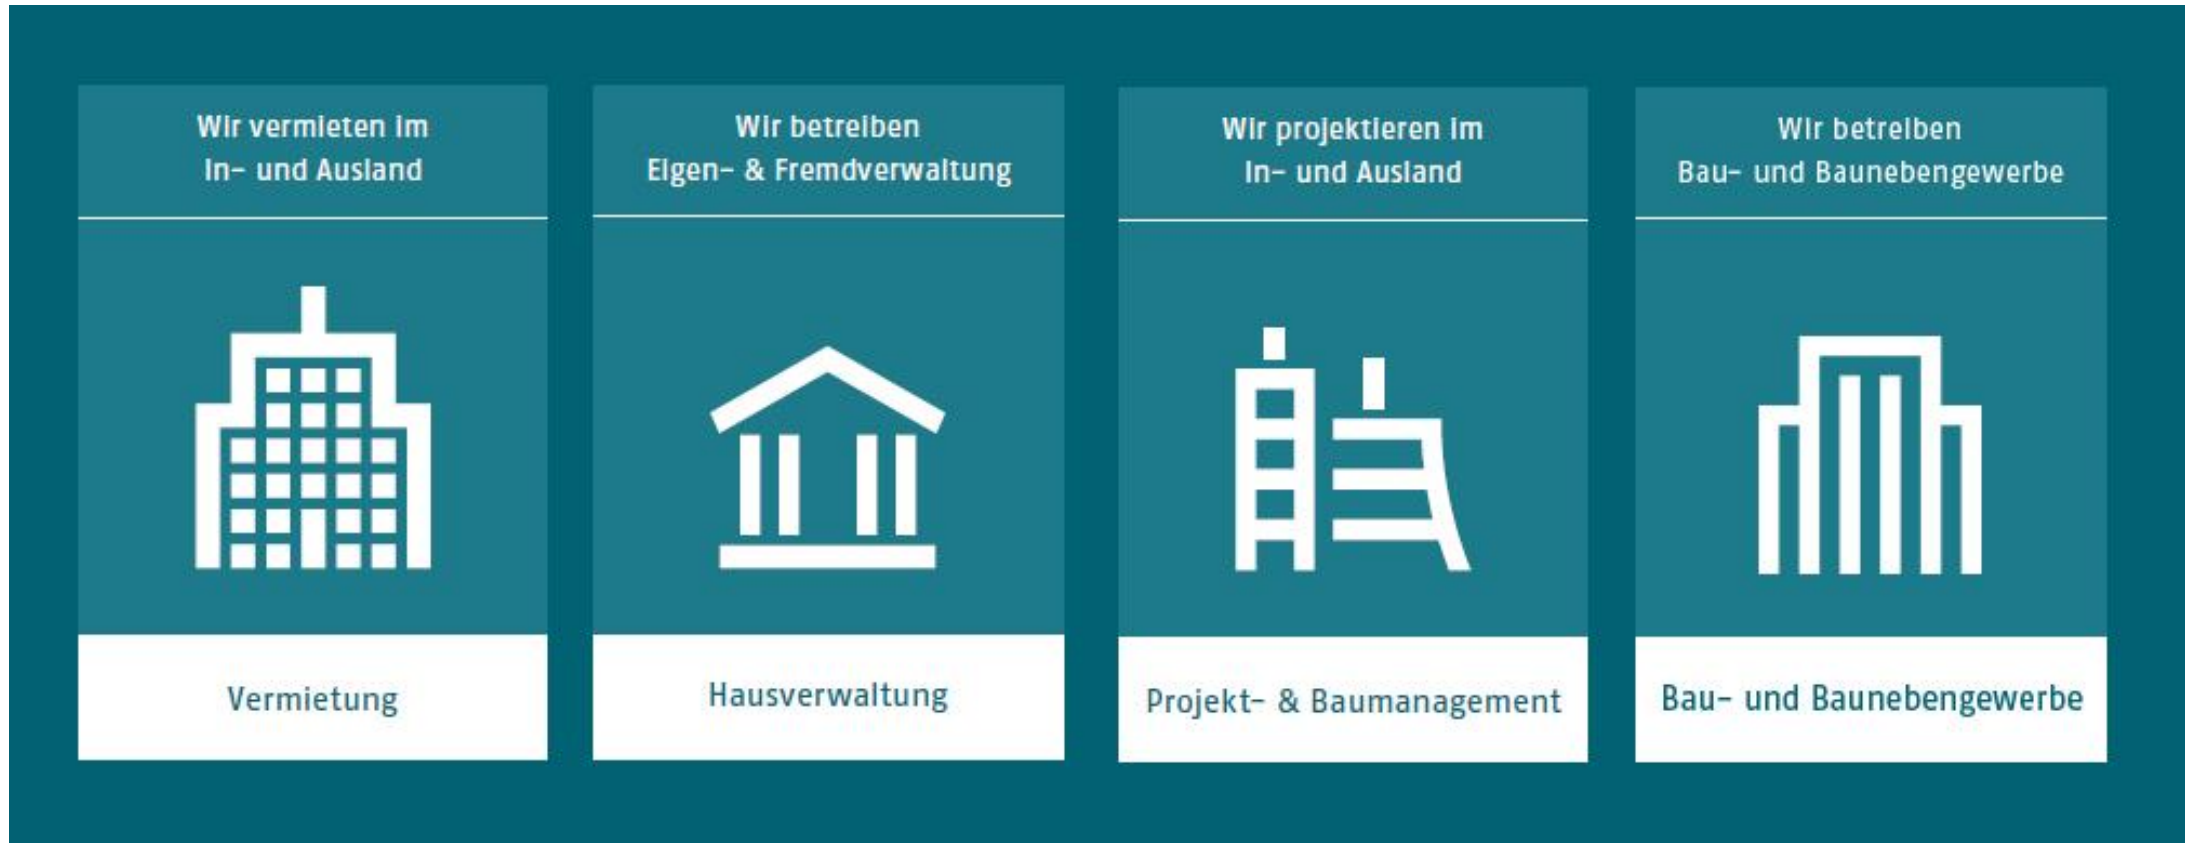 Wir vermieten im
In- und Ausland
Vermietung
Wir betreiben
Eigen- & Fremdverwaltung
Hausverwaltung
Wir projektieren im
In- und Ausland
Projekt- & Baumanagement
Wir betreiben
Bau- und Baunebengewerbe
Bau- und Baunebengewerbe